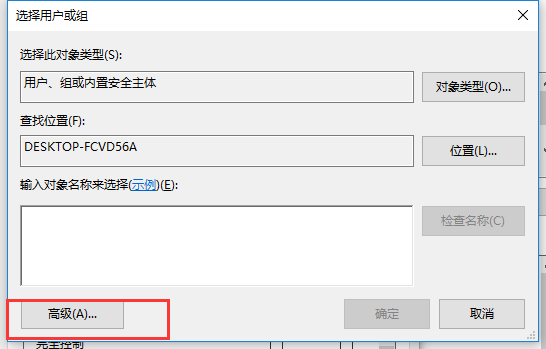 选择用户或组
选择此对象类型(S):
用户、组或内置安全主体
对象类型(O)...
查找位置(F):
DESKTOP-FCVD56A
位置(L)...
输入对象名称来选择(示例)(E):
检查名称(C)
高级(A)...
确定
取消
完全控制